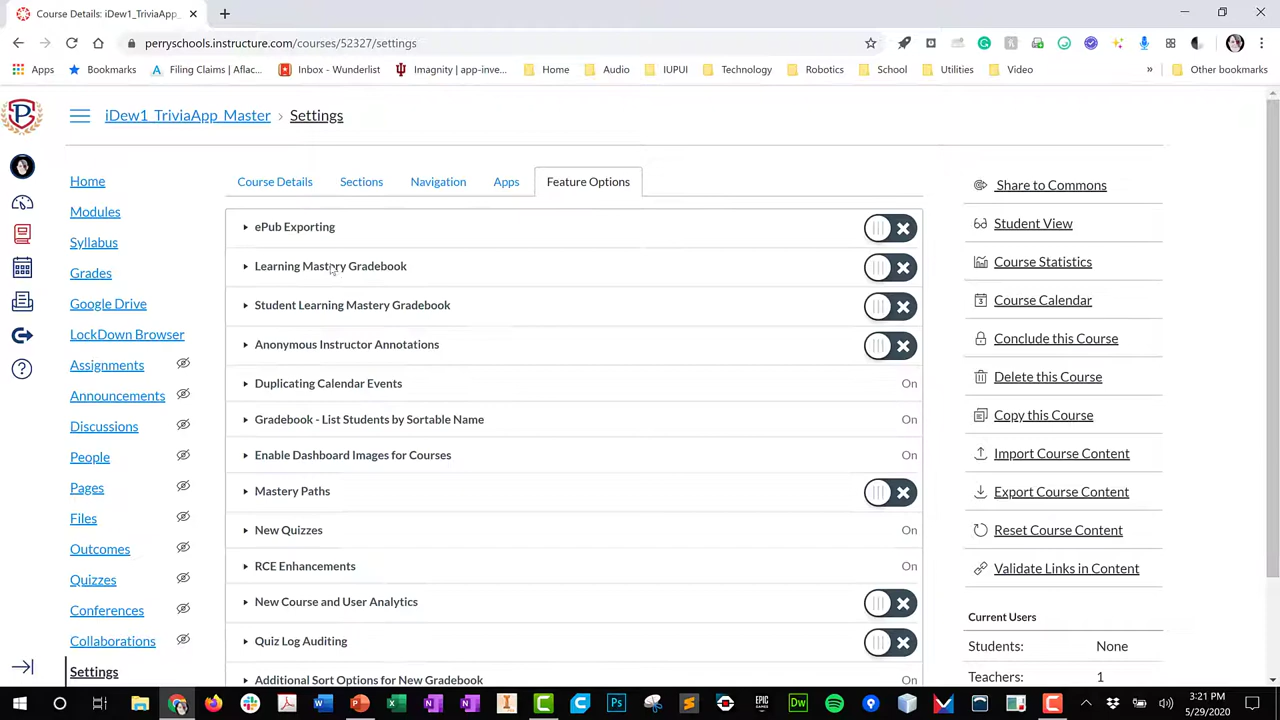 Course Details: iDew1_TriviaApp_
perryschools.instructure.com/courses/52327/settings
Apps
Bookmarks
Filing Claims | Aflac...
Inbox - Wunderlist
Imagnity | app-inve...
Home
Audio
IUPUI
Technology
Robotics
School
Utilities
Video
»
Other bookmarks
iDew1_TriviaApp_Master › Settings
Home
Modules
Syllabus
Grades
Google Drive
LockDown Browser
Assignments
Announcements
Discussions
People
Pages
Files
Outcomes
Quizzes
Conferences
Collaborations
Settings
Course Details
Sections
Navigation
Apps
Feature Options
ePub Exporting
Learning Mastery Gradebook
Student Learning Mastery Gradebook
Anonymous Instructor Annotations
Duplicating Calendar Events On
Gradebook - List Students by Sortable Name On
Enable Dashboard Images for Courses On
Mastery Paths
New Quizzes On
RCE Enhancements On
New Course and User Analytics
Quiz Log Auditing
Additional Sort Options for New Gradebook On
Share to Commons
Student View
Course Statistics
Course Calendar
Conclude this Course
Delete this Course
Copy this Course
Import Course Content
Export Course Content
Reset Course Content
Validate Links in Content
Current Users
Students: None
Teachers: 1
3:21 PM
5/29/2020